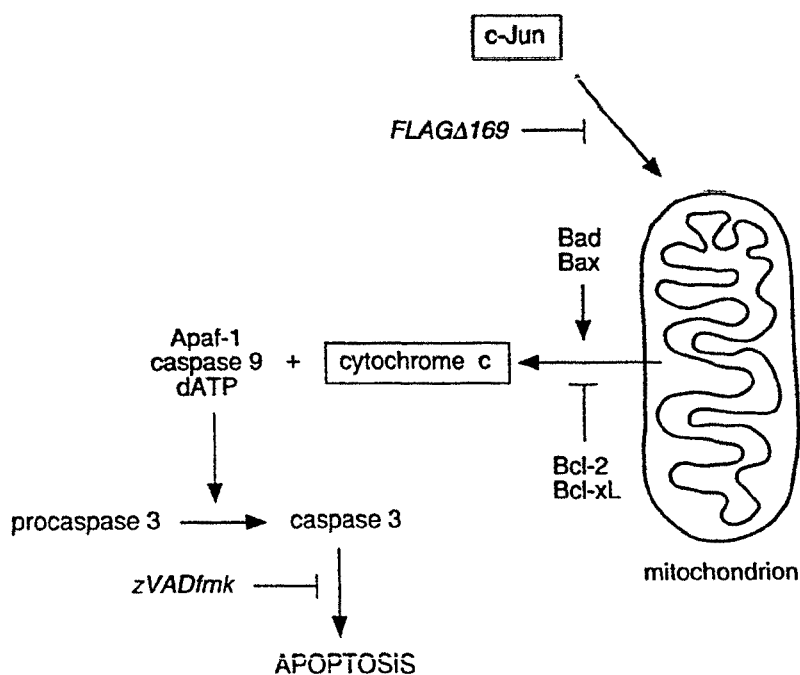 c-Jun
FLAGΔ169
Bad
Bax
Apaf-1
caspase 9 + cytochrome c
dATP
Bcl-2
Bcl-xL
procaspase 3
caspase 3
mitochondrion
zVADfmk
APOPTOSIS